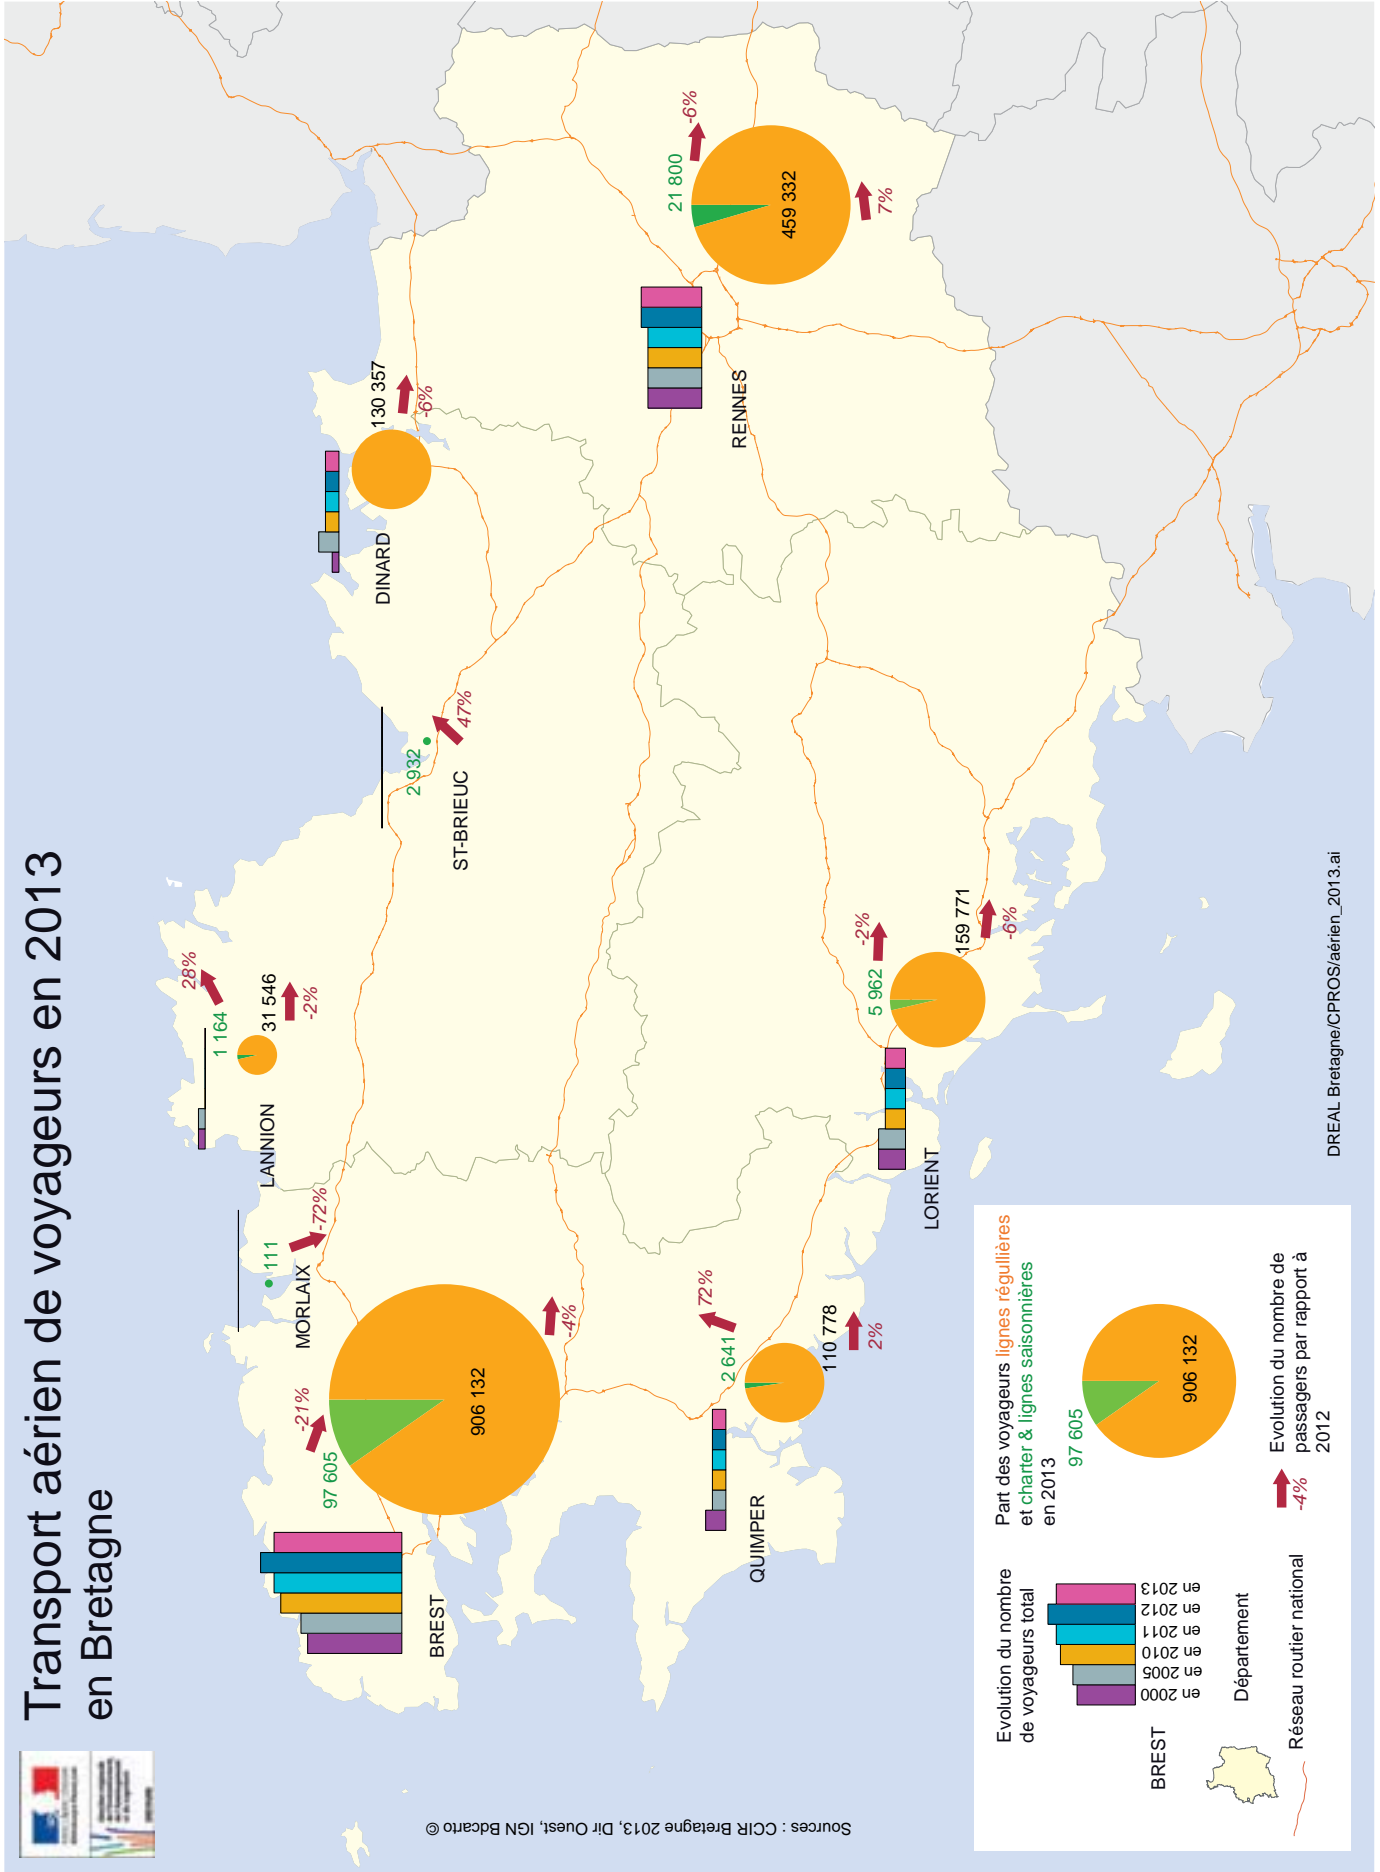 Transport aérien de voyageurs en 2013
en Bretagne
28%
1 164
31 546
-2%
LANNION
111
-72%
MORLAIX
-21%
97 605
906 132
-4%
BREST
130 357
-6%
DINARD
47%
2 932
ST-BRIEUC
-6%
21 800
459 332
7%
RENNES
72%
2 641
110 778
2%
QUIMPER
-2%
5 962
159 771
-6%
LORIENT
Evolution du nombre
de voyageurs total
en 2000
en 2005
en 2010
en 2011
en 2012
en 2013
BREST
Département
Réseau routier national
Part des voyageurs lignes régullières
et charter & lignes saisonnières
en 2013
97 605
906 132
-4%
Evolution du nombre de
passagers par rapport à
2012
DREAL Bretagne/CPROS/aérien_2013.ai
Sources : CCIR Bretagne 2013, Dir Ouest, IGN Bdcarto ©